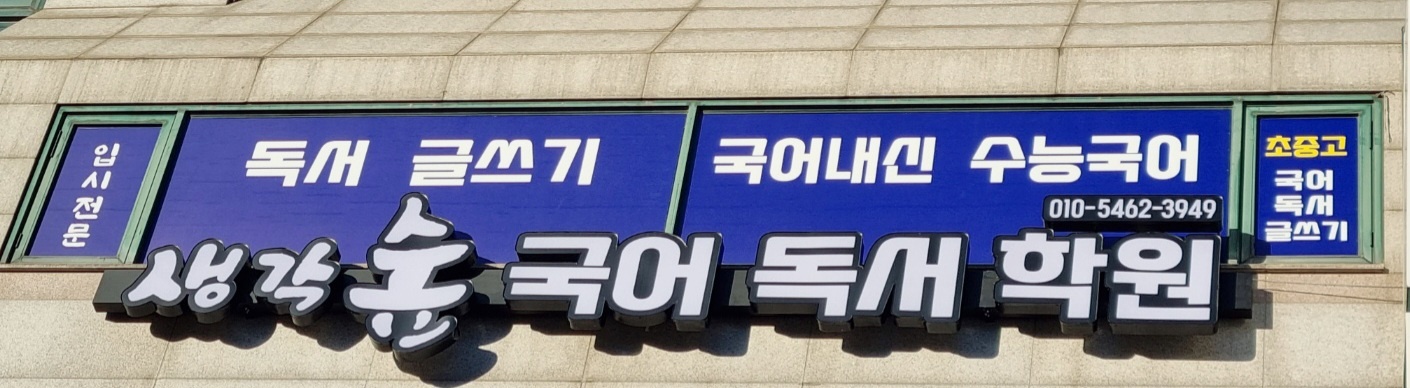 입시전문
독서 글쓰기
국어내신 수능국어
초중고
국어
독서
글쓰기
010-5462-3949
생각 손 국어 독서 학원